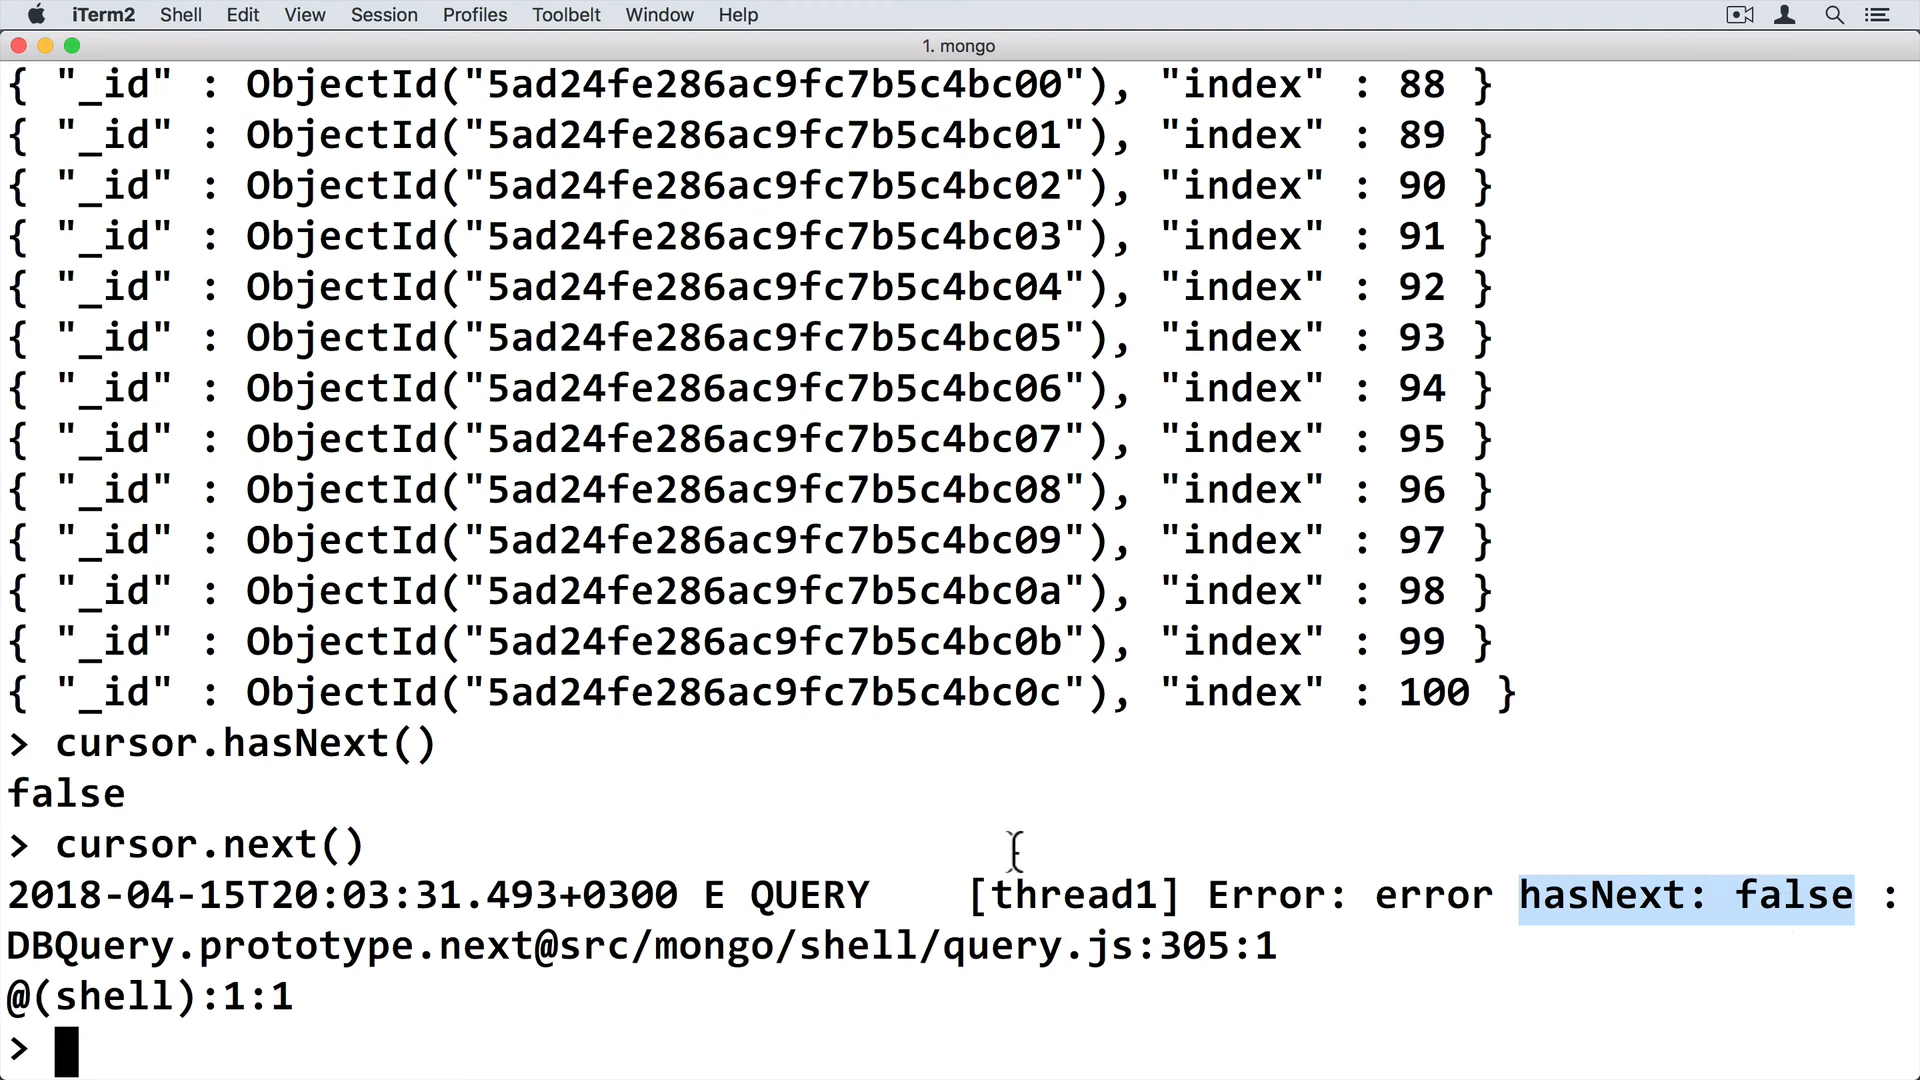 iTerm2 Shell Edit View Session Profiles Toolbelt Window Help
1. mongo
{ "_id" : ObjectId("5ad24fe286ac9fc7b5c4bc00"), "index" : 88 }
{ "_id" : ObjectId("5ad24fe286ac9fc7b5c4bc01"), "index" : 89 }
{ "_id" : ObjectId("5ad24fe286ac9fc7b5c4bc02"), "index" : 90 }
{ "_id" : ObjectId("5ad24fe286ac9fc7b5c4bc03"), "index" : 91 }
{ "_id" : ObjectId("5ad24fe286ac9fc7b5c4bc04"), "index" : 92 }
{ "_id" : ObjectId("5ad24fe286ac9fc7b5c4bc05"), "index" : 93 }
{ "_id" : ObjectId("5ad24fe286ac9fc7b5c4bc06"), "index" : 94 }
{ "_id" : ObjectId("5ad24fe286ac9fc7b5c4bc07"), "index" : 95 }
{ "_id" : ObjectId("5ad24fe286ac9fc7b5c4bc08"), "index" : 96 }
{ "_id" : ObjectId("5ad24fe286ac9fc7b5c4bc09"), "index" : 97 }
{ "_id" : ObjectId("5ad24fe286ac9fc7b5c4bc0a"), "index" : 98 }
{ "_id" : ObjectId("5ad24fe286ac9fc7b5c4bc0b"), "index" : 99 }
{ "_id" : ObjectId("5ad24fe286ac9fc7b5c4bc0c"), "index" : 100 }
> cursor.hasNext()
false
> cursor.next()
2018-04-15T20:03:31.493+0300 E QUERY    [thread1] Error: error hasNext: false :
DBQuery.prototype.next@src/mongo/shell/query.js:305:1
@(shell):1:1
>